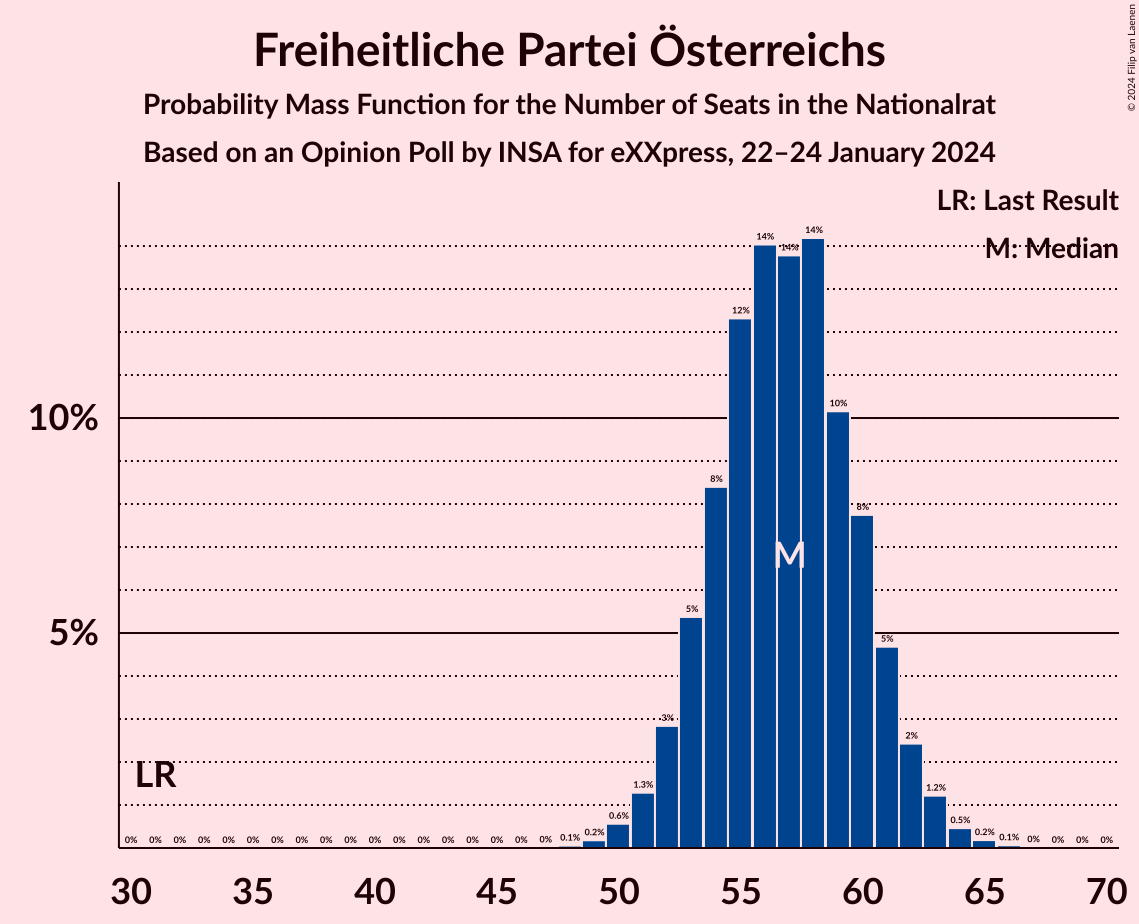 Freiheitliche Partei Österreichs
Probability Mass Function for the Number of Seats in the Nationalrat
Based on an Opinion Poll by INSA for eXXpress, 22–24 January 2024
© 2024 Filip van Laenen
LR: Last Result
M: Median
14% 14% 14%
12%
10% 10%
8% 8%
M
5% 5% 5%
3% 2%
LR
1.3% 1.2%
0.6% 0.5%
0% 0% 0% 0% 0% 0% 0% 0% 0% 0% 0% 0% 0% 0% 0% 0% 0% 0% 0.1% 0.2% 0.2% 0.1% 0% 0% 0% 0%
30 35 40 45 50 55 60 65 70